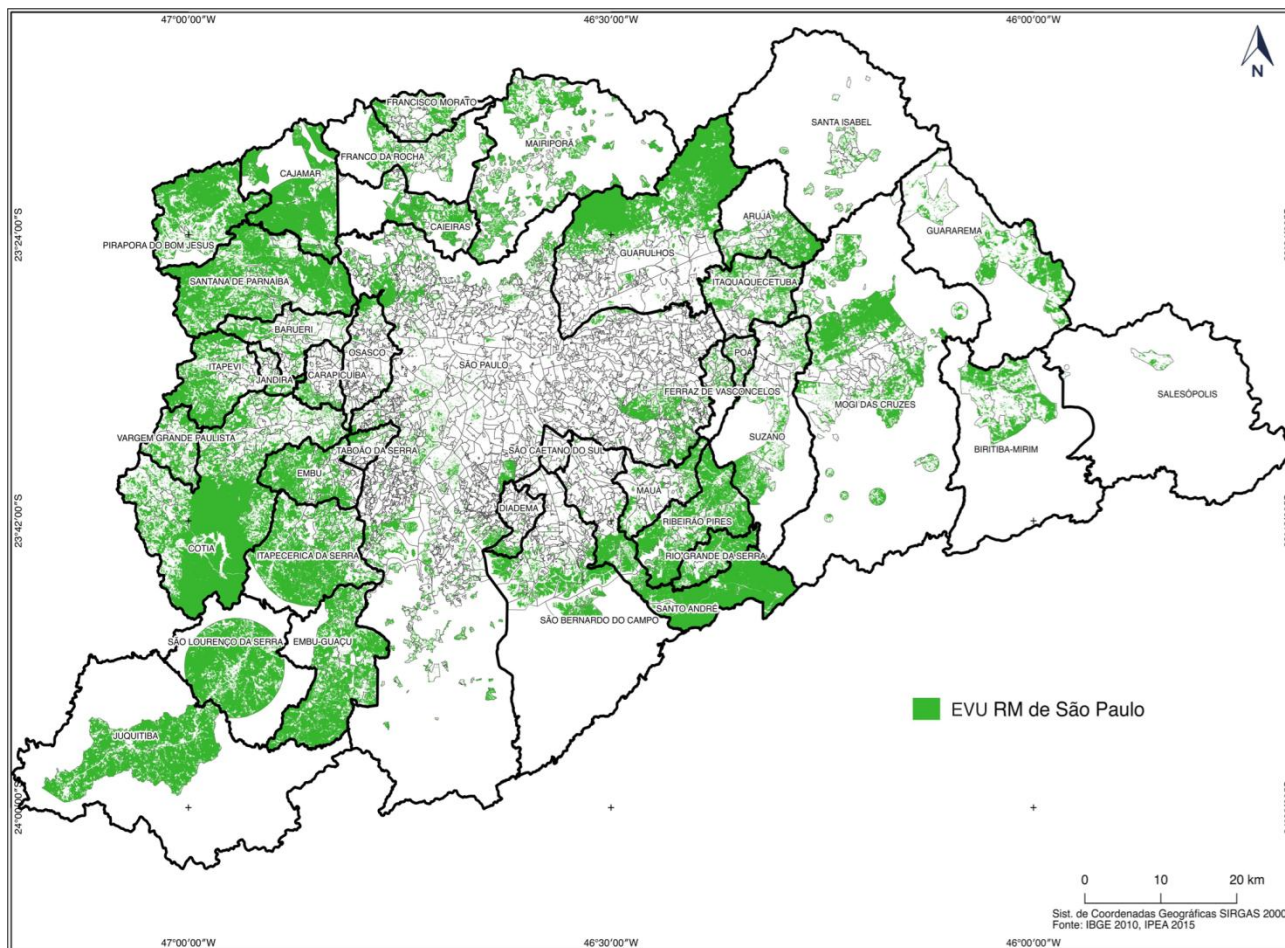 47°00'00"W
46°30'00"W
46°00'00"W
N
FRANCISCO MORATO
SANTA ISABEL
MAIRIPORÃ
FRANCO DA ROCHA
CAJAMAR
ARUJÁ
CAIEIRAS
GUARAREMA
23°24'00"S
PIRAPORA DO BOM JESUS
GUARULHOS
SANTANA DE PARNAÍBA
ITAQUAQUECETUBA
BARUERI
OSASCO
POÁ
ITAPEVI
SÃO PAULO
CARAPICUIBA
JANDIRA
FERRAZ DE VASCONCELOS
SALESÓPOLIS
MOGI DAS CRUZES
VARGEM GRANDE PAULISTA
SUZANO
TABOÃO DA SERRA
SÃO CAETANO DO SUL
BIRITIBA-MIRIM
EMBU
MAUÁ
DIADEMA
23°42'00"S
RIBEIRÃO PIRES
COTIA
ITAPECERICA DA SERRA
RIO GRANDE DA SERRA
SANTO ANDRÉ
SÃO BERNARDO DO CAMPO
SÃO LOURENÇO DA SERRA
EMBU-GUAÇU
EVU RM de São Paulo
JUQUITIBA
24°00'00"S
0 10 20 km
Sist. de Coordenadas Geográficas SIRGAS 2000
Fonte: IBGE 2010, IPEA 2015
47°00'00"W
46°30'00"W
46°00'00"W